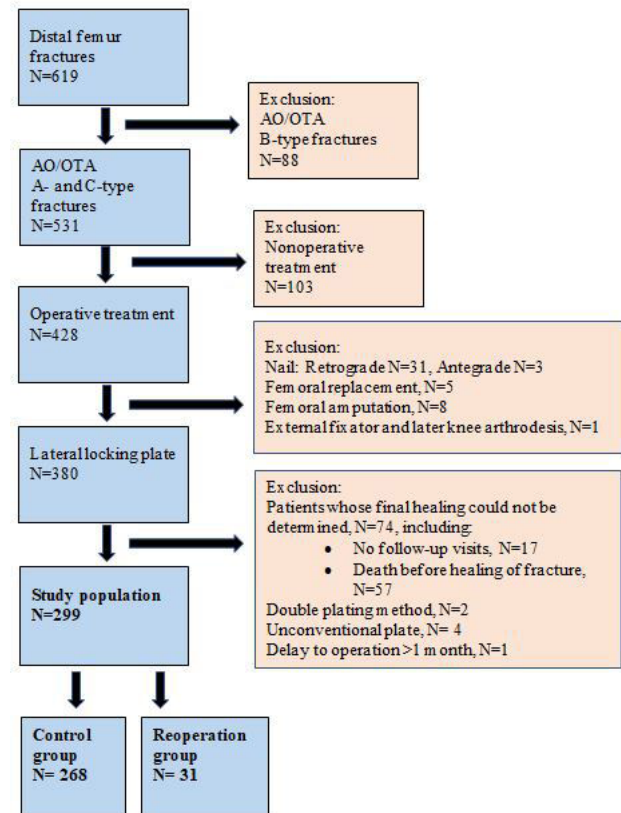 Distal femur
fractures
N=619
Exclusion:
AO/OTA
B-type fractures
N=88
AO/OTA
A- and C-type
fractures
N=531
Exclusion:
Nonoperative
treatment
N=103
Operative treatment
N=428
Exclusion:
Nail: Retrograde N=31, Antegrade N=3
Femoral replacement, N=5
Femoral amputation, N=8
External fixator and later knee arthrodesis, N=1
Lateral locking plate
N=380
Exclusion:
Patients whose final healing could not be
determined, N=74, including:
• No follow-up visits, N=17
• Death before healing of fracture,
N=57
Double plating method, N=2
Unconventional plate, N= 4
Delay to operation >1 month, N=1
Study population
N=299
Control
group
N= 268
Reoperation
group
N= 31